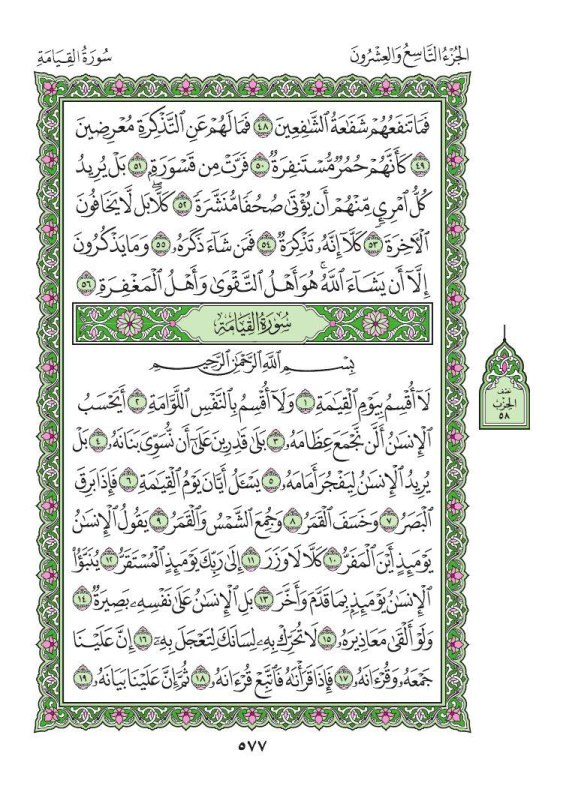 الجُزْءُ التَّاسِعُ وَالعِشْرُونَ
سُورَةُ القِيَامَةِ
فَمَا تَنفَعُهُمْ شَفَٰعَةُ ٱلشَّٰفِعِينَ ٤٨ فَمَا لَهُمْ عَنِ ٱلتَّذْكِرَةِ مُعْرِضِينَ
٤٩ كَأَنَّهُمْ حُمُرٌ مُّسْتَنفِرَةٌ ٥٠ فَرَّتْ مِن قَسْوَرَةٍۭ ٥١ بَلْ يُرِيدُ
كُلُّ ٱمْرِئٍ مِّنْهُمْ أَن يُؤْتَىٰ صُحُفًا مُّنَشَّرَةً ٥٢ كَلَّاۖ بَل لَّا يَخَافُونَ
ٱلْأٓخِرَةَ ٥٣ كَلَّآ إِنَّهُۥ تَذْكِرَةٌ ٥٤ فَمَن شَآءَ ذَكَرَهُۥ ٥٥ وَمَا يَذْكُرُونَ
إِلَّآ أَن يَشَآءَ ٱللَّهُۚ هُوَ أَهْلُ ٱلتَّقْوَىٰ وَأَهْلُ ٱلْمَغْفِرَةِ ٥٦
سُورَةُ القِيَامَةِ
بِسْمِ ٱللَّهِ ٱلرَّحْمَٰنِ ٱلرَّحِيمِ
لَآ أُقْسِمُ بِيَوْمِ ٱلْقِيَٰمَةِ ١ وَلَآ أُقْسِمُ بِٱلنَّفْسِ ٱللَّوَّامَةِ ٢ أَيَحْسَبُ
ٱلْإِنسَٰنُ أَلَّن نَّجْمَعَ عِظَامَهُۥ ٣ بَلَىٰ قَٰدِرِينَ عَلَىٰٓ أَن نُّسَوِّيَ بَنَانَهُۥ ٤ بَلْ
يُرِيدُ ٱلْإِنسَٰنُ لِيَفْجُرَ أَمَامَهُۥ ٥ يَسْـَٔلُ أَيَّانَ يَوْمُ ٱلْقِيَٰمَةِ ٦ فَإِذَا بَرِقَ
ٱلْبَصَرُ ٧ وَخَسَفَ ٱلْقَمَرُ ٨ وَجُمِعَ ٱلشَّمْسُ وَٱلْقَمَرُ ٩ يَقُولُ ٱلْإِنسَٰنُ
يَوْمَئِذٍ أَيْنَ ٱلْمَفَرُّ ١٠ كَلَّا لَا وَزَرَ ١١ إِلَىٰ رَبِّكَ يَوْمَئِذٍ ٱلْمُسْتَقَرُّ ١٢ يُنَبَّؤُا۟
ٱلْإِنسَٰنُ يَوْمَئِذٍۭ بِمَا قَدَّمَ وَأَخَّرَ ١٣ بَلِ ٱلْإِنسَٰنُ عَلَىٰ نَفْسِهِۦ بَصِيرَةٌ ١٤
وَلَوْ أَلْقَىٰ مَعَاذِيرَهُۥ ١٥ لَا تُحَرِّكْ بِهِۦ لِسَانَكَ لِتَعْجَلَ بِهِۦٓ ١٦ إِنَّ عَلَيْنَا
جَمْعَهُۥ وَقُرْءَانَهُۥ ١٧ فَإِذَا قَرَأْنَٰهُ فَٱتَّبِعْ قُرْءَانَهُۥ ١٨ ثُمَّ إِنَّ عَلَيْنَا بَيَانَهُۥ ١٩
نصف
الحزب
٥٨
٥٧٧